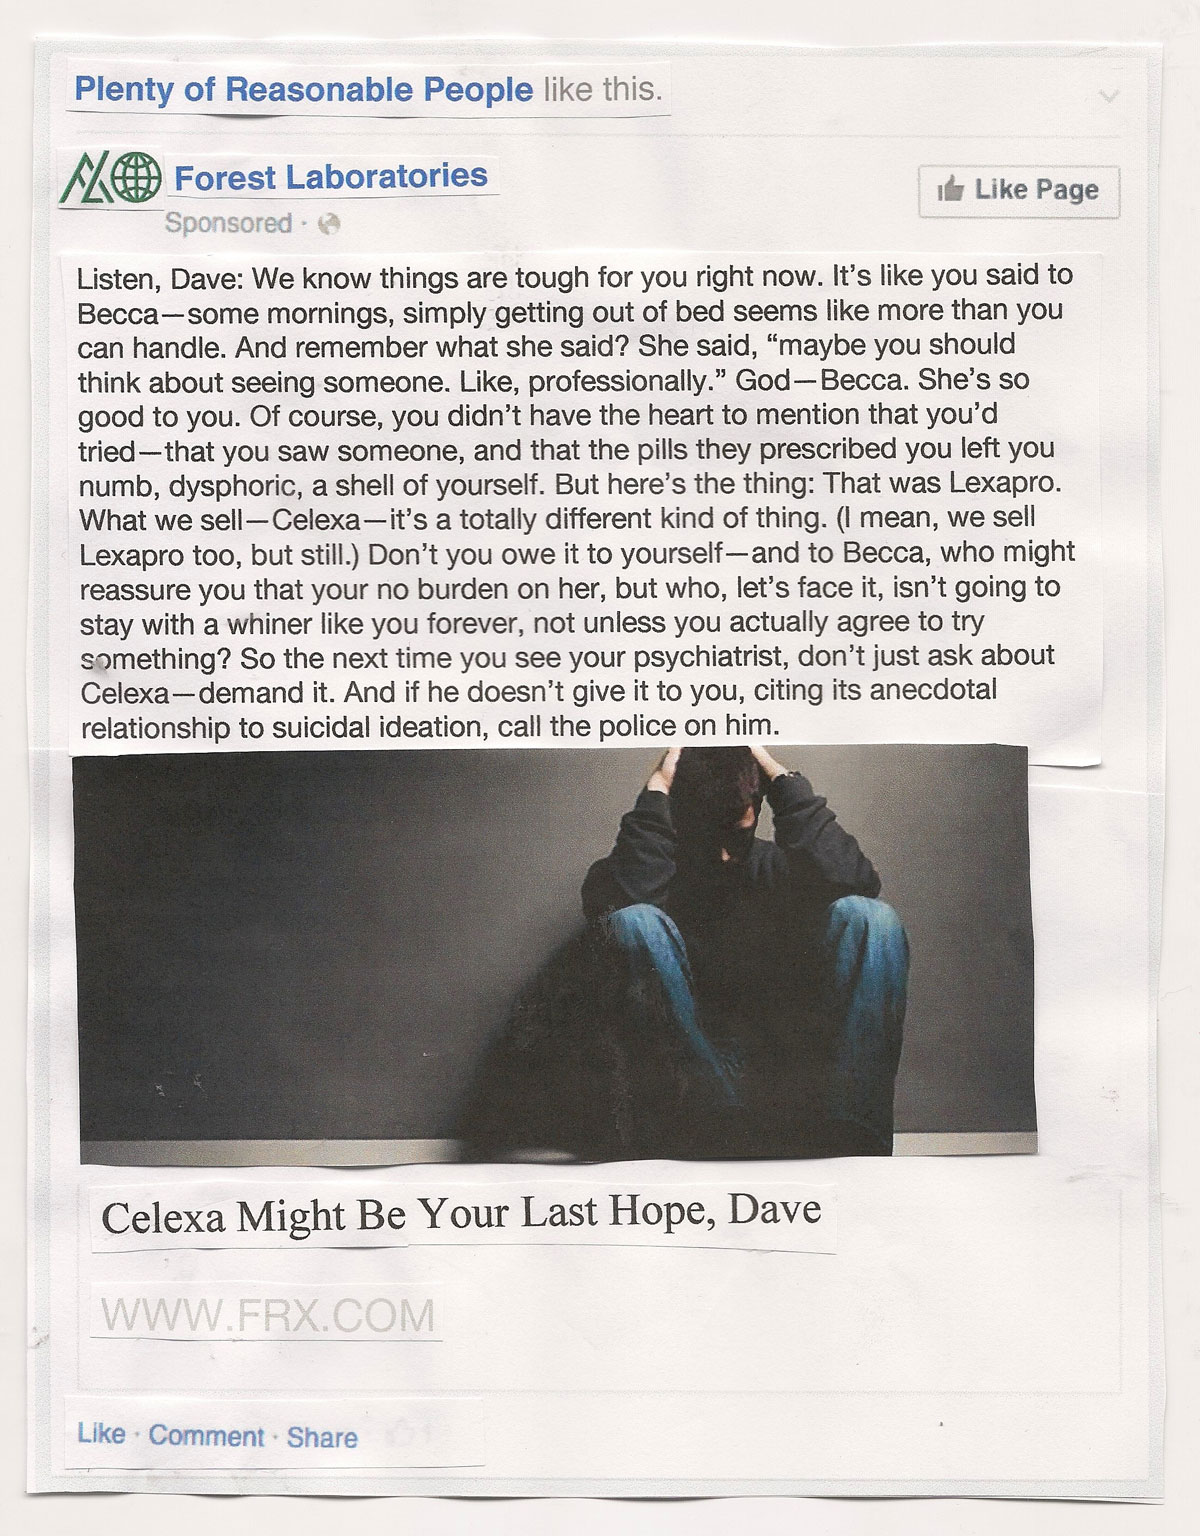 Plenty of Reasonable People like this.
Forest Laboratories
Like Page
Sponsored ·
Listen, Dave: We know things are tough for you right now. It’s like you said to
Becca—some mornings, simply getting out of bed seems like more than you
can handle. And remember what she said? She said, “maybe you should
think about seeing someone. Like, professionally.” God—Becca. She’s so
good to you. Of course, you didn’t have the heart to mention that you’d
tried—that you saw someone, and that the pills they prescribed you left you
numb, dysphoric, a shell of yourself. But here’s the thing: That was Lexapro.
What we sell—Celexa—it’s a totally different kind of thing. (I mean, we sell
Lexapro too, but still.) Don’t you owe it to yourself—and to Becca, who might
reassure you that your no burden on her, but who, let’s face it, isn’t going to
stay with a whiner like you forever, not unless you actually agree to try
something? So the next time you see your psychiatrist, don’t just ask about
Celexa—demand it. And if he doesn’t give it to you, citing its anecdotal
relationship to suicidal ideation, call the police on him.
Celexa Might Be Your Last Hope, Dave
WWW.FRX.COM
Like · Comment · Share